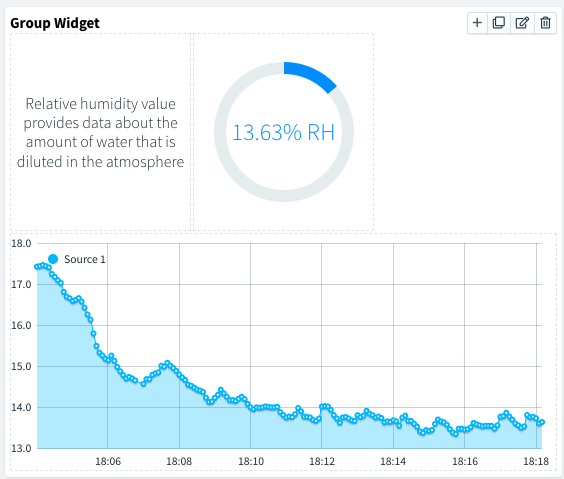 Group Widget
Relative humidity value
provides data about the
amount of water that is
diluted in the atmosphere
13.63% RH
18.0
Source 1
17.0
16.0
15.0
14.0
13.0
18:06 18:08 18:10 18:12 18:14 18:16 18:18